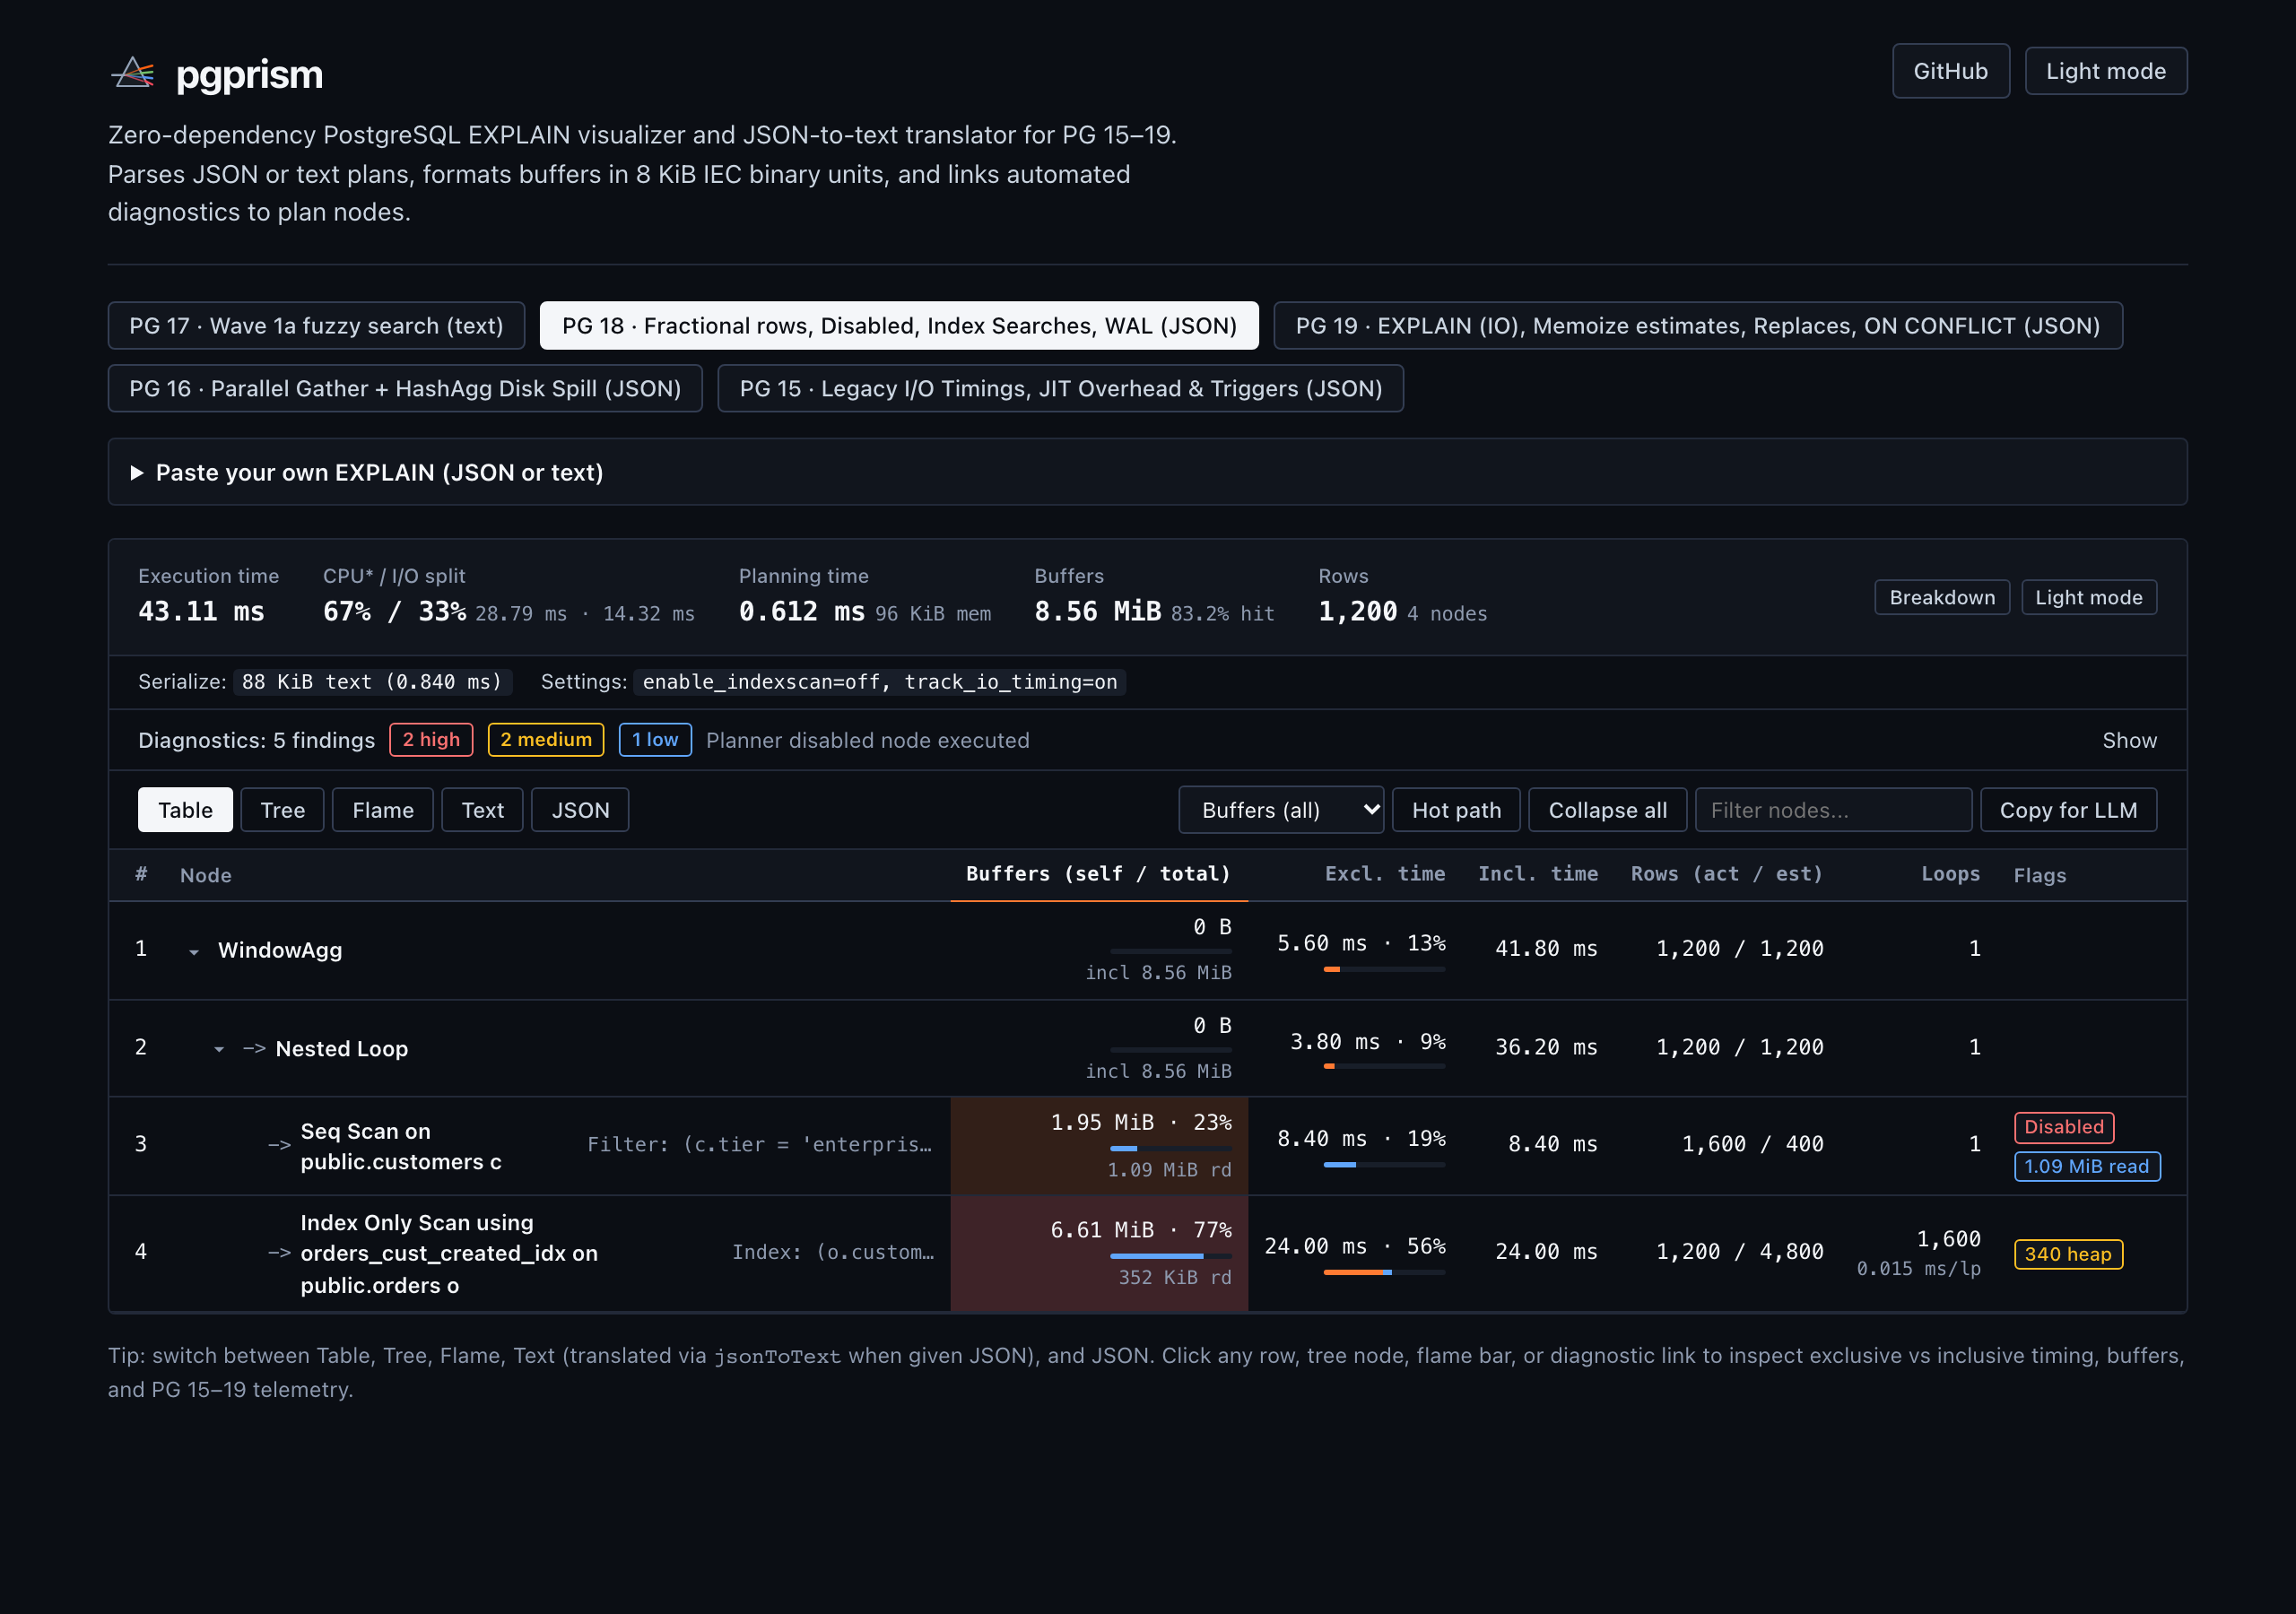 pgprism
GitHub
Light mode
Zero-dependency PostgreSQL EXPLAIN visualizer and JSON-to-text translator for PG 15–19.
Parses JSON or text plans, formats buffers in 8 KiB IEC binary units, and links automated
diagnostics to plan nodes.
PG 17 · Wave 1a fuzzy search (text)
PG 18 · Fractional rows, Disabled, Index Searches, WAL (JSON)
PG 19 · EXPLAIN (IO), Memoize estimates, Replaces, ON CONFLICT (JSON)
PG 16 · Parallel Gather + HashAgg Disk Spill (JSON)
PG 15 · Legacy I/O Timings, JIT Overhead & Triggers (JSON)
Paste your own EXPLAIN (JSON or text)
Execution time
43.11 ms
CPU* / I/O split
67% / 33% 28.79 ms · 14.32 ms
Planning time
0.612 ms 96 KiB mem
Buffers
8.56 MiB 83.2% hit
Rows
1,200 4 nodes
Breakdown
Light mode
Serialize: 88 KiB text (0.840 ms) Settings: enable_indexscan=off, track_io_timing=on
Diagnostics: 5 findings 2 high 2 medium 1 low Planner disabled node executed Show
Table Tree Flame Text JSON
Buffers (all) Hot path Collapse all Filter nodes... Copy for LLM
# Node Buffers (self / total) Excl. time Incl. time Rows (act / est) Loops Flags
1 WindowAgg
0 B
incl 8.56 MiB
5.60 ms · 13%
41.80 ms
1,200 / 1,200
1
2 –> Nested Loop
0 B
incl 8.56 MiB
3.80 ms · 9%
36.20 ms
1,200 / 1,200
1
3
–> Seq Scan on
public.customers c
Filter: (c.tier = 'enterpris…
1.95 MiB · 23%
1.09 MiB rd
8.40 ms · 19%
8.40 ms
1,600 / 400
1
Disabled
1.09 MiB read
4
Index Only Scan using
–> orders_cust_created_idx on
public.orders o
Index: (o.custom…
6.61 MiB · 77%
352 KiB rd
24.00 ms · 56%
24.00 ms
1,200 / 4,800
1,600
0.015 ms/lp
340 heap
Tip: switch between Table, Tree, Flame, Text (translated via jsonToText when given JSON), and JSON. Click any row, tree node, flame bar, or diagnostic link to inspect exclusive vs inclusive timing, buffers,
and PG 15–19 telemetry.